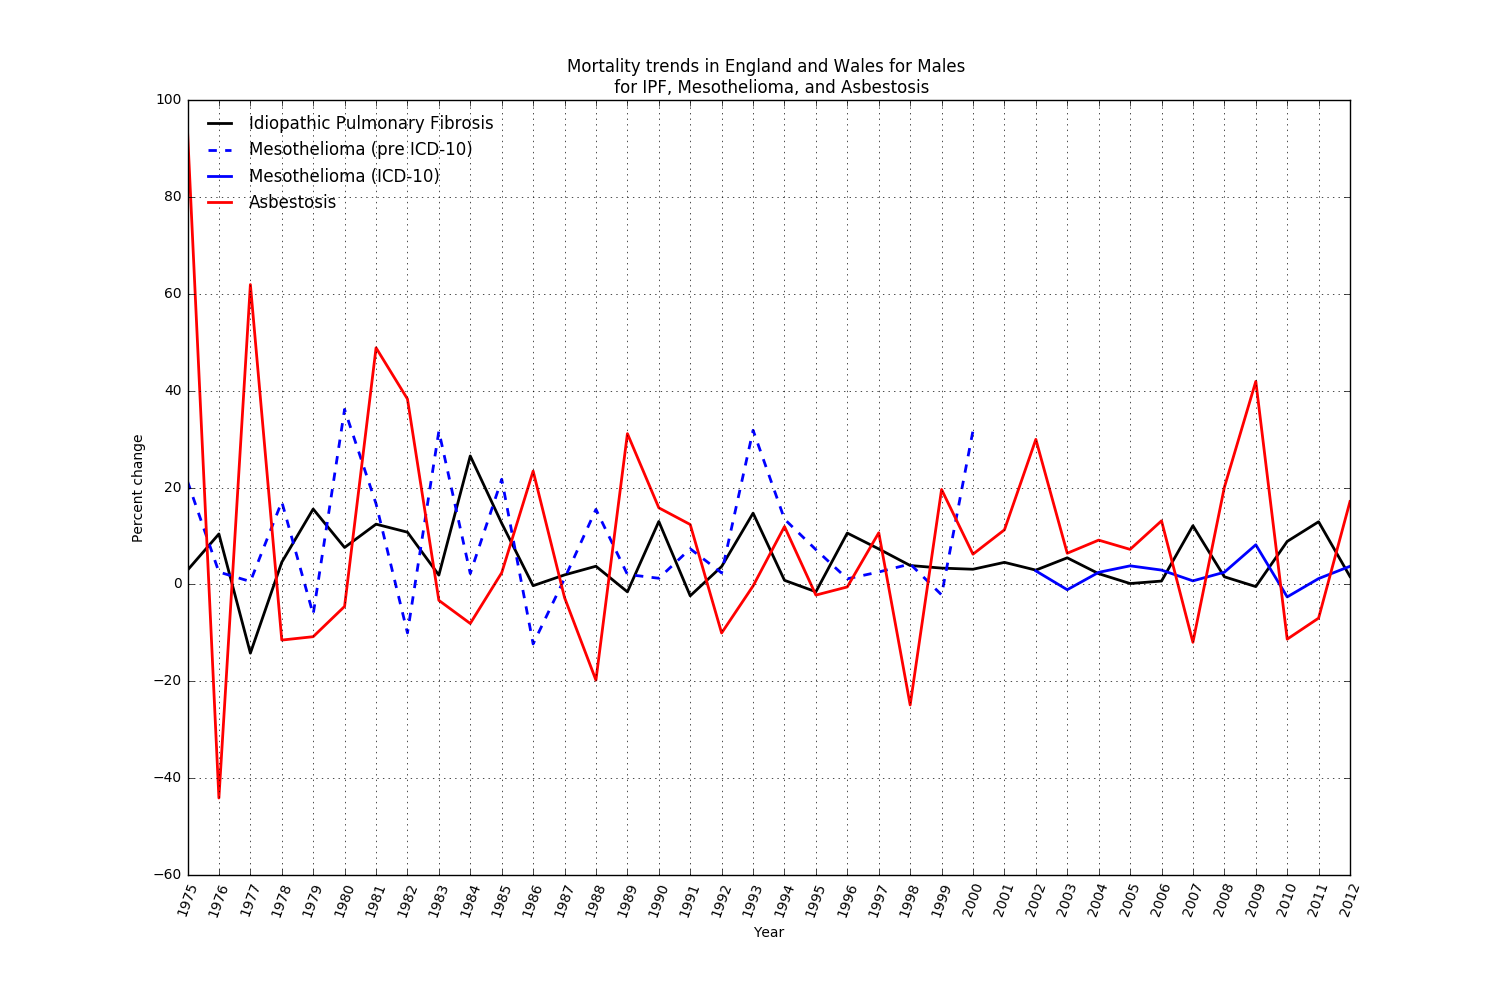 Mortality trends in England and Wales for Males
for IPF, Mesothelioma, and Asbestosis
Idiopathic Pulmonary Fibrosis
Mesothelioma (pre ICD-10)
Mesothelioma (ICD-10)
Asbestosis
100
80
60
40
20
0
−20
−40
−60
Percent change
1975 1976 1977 1978 1979 1980 1981 1982 1983 1984 1985 1986 1987 1988 1989 1990 1991 1992 1993 1994 1995 1996 1997 1998 1999 2000 2001 2002 2003 2004 2005 2006 2007 2008 2009 2010 2011 2012
Year